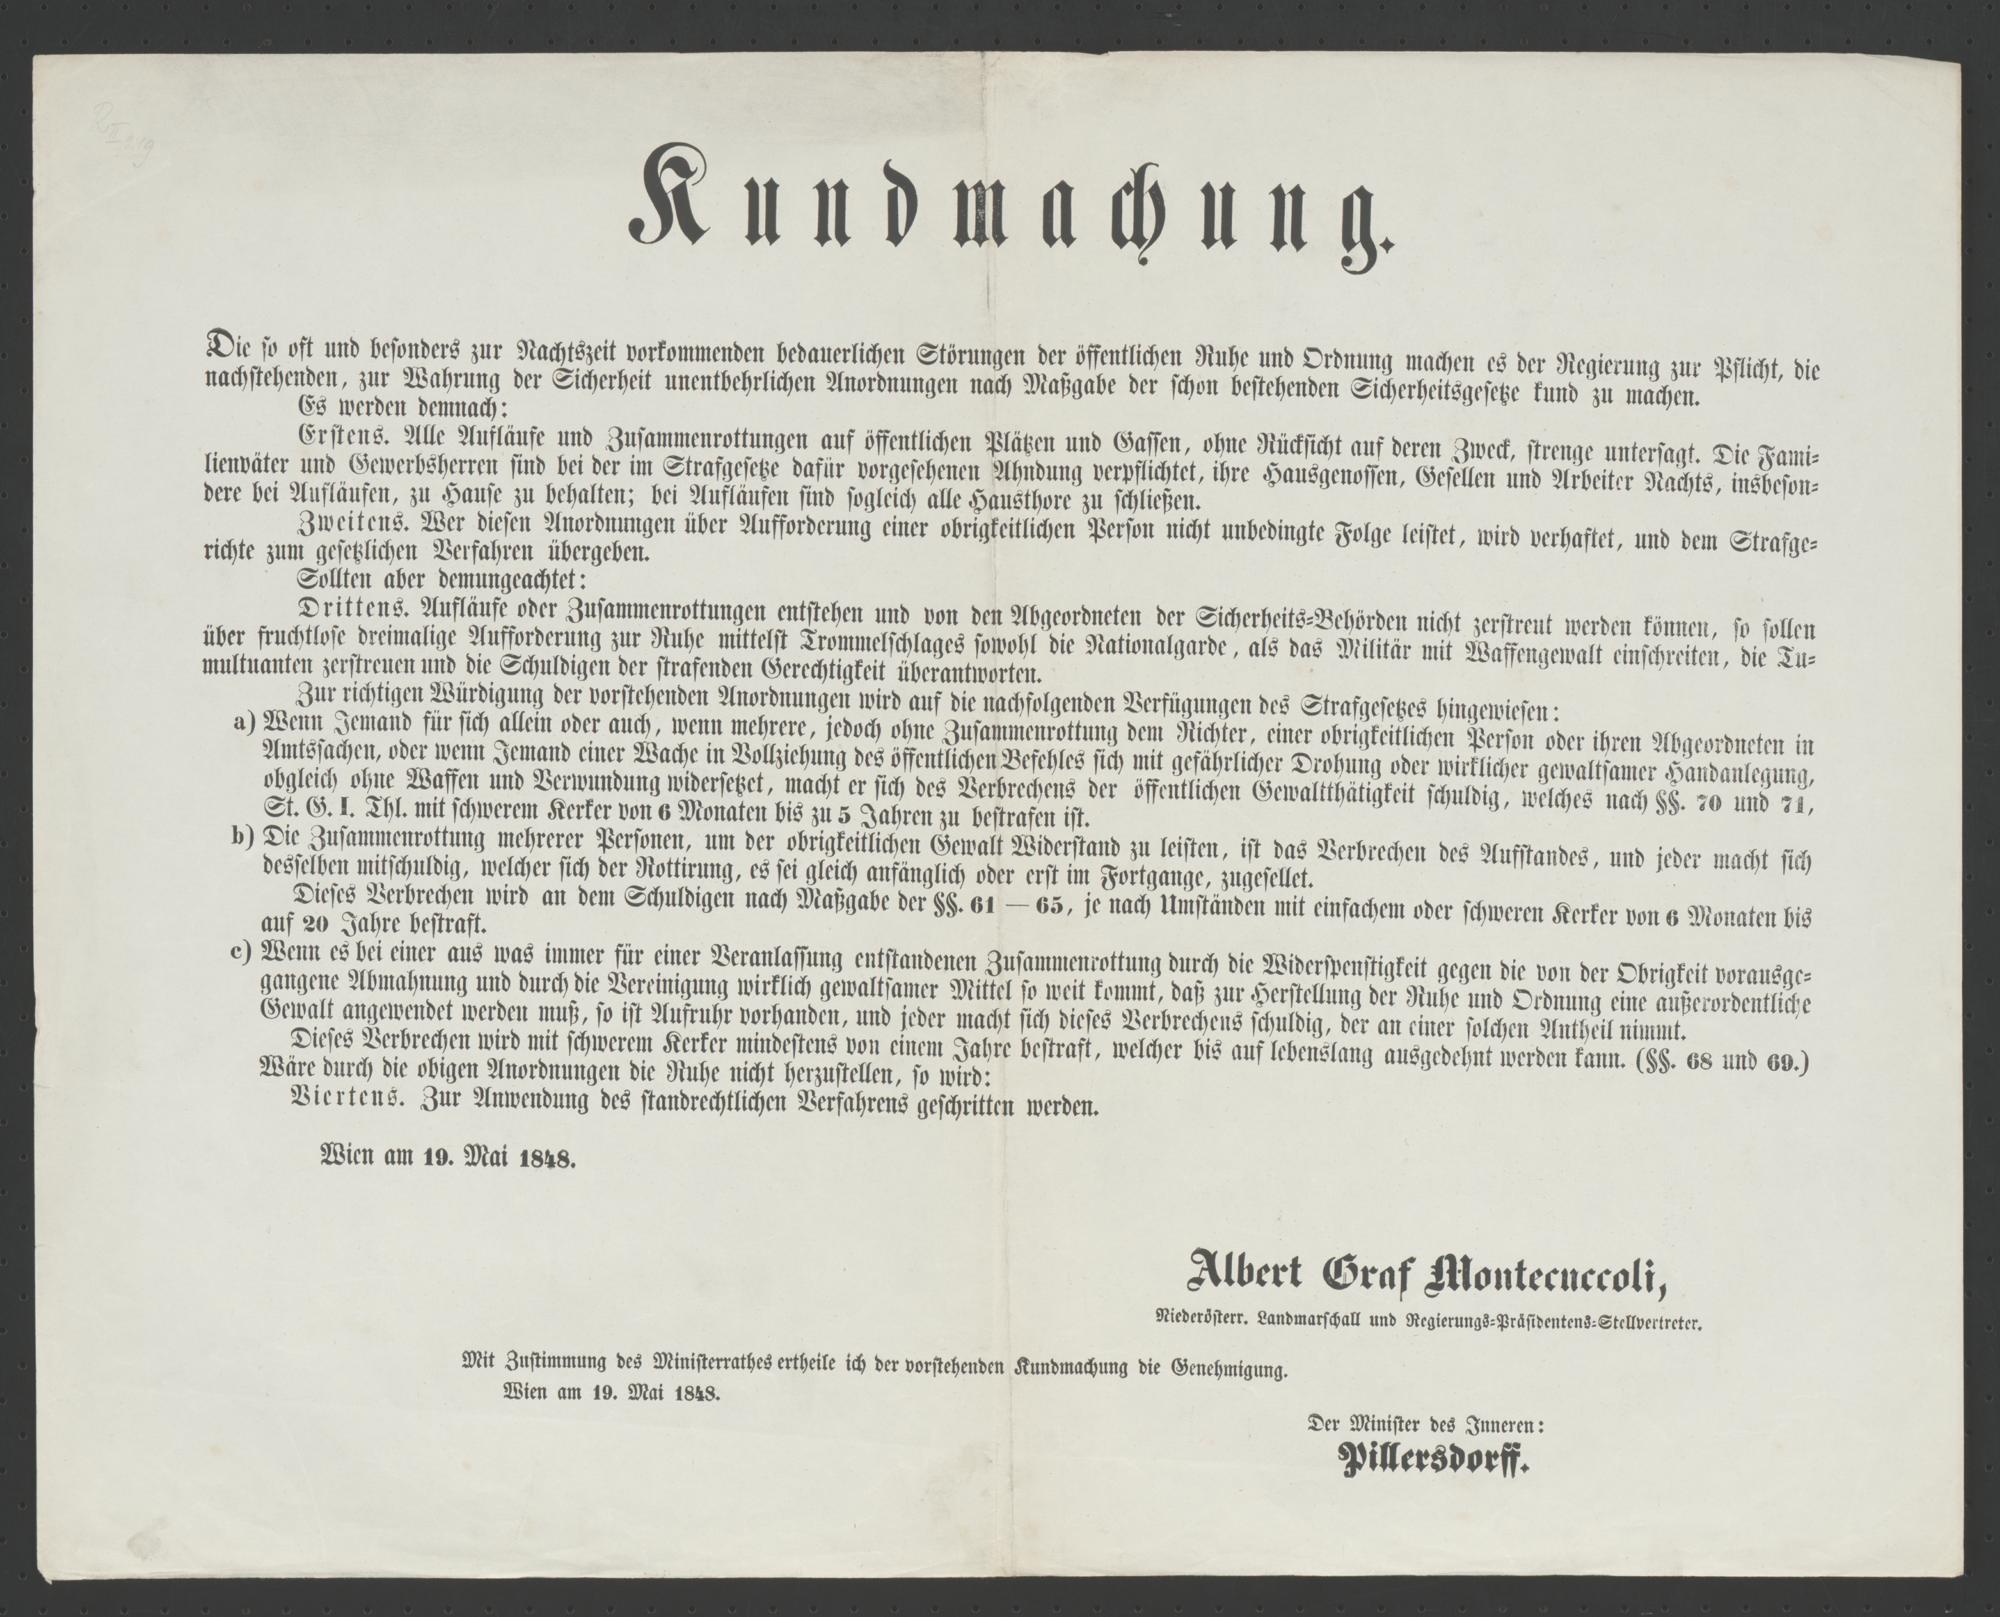 Kundmachung.
Die so oft und besonders zur Nachtszeit vorkommenden bedauerlichen Störungen der öffentlichen Ruhe und Ordnung machen es der Regierung zur Pflicht, die
nachstehenden, zur Wahrung der Sicherheit unentbehrlichen Anordnungen nach Maßgabe der schon bestehenden Sicherheitsgesetze kund zu machen.
Es werden demnach:
Erstens. Alle Aufläufe und Zusammenrottungen auf öffentlichen Plätzen und Gassen, ohne Rücksicht auf deren Zweck, strenge untersagt. Die Fami-
lienväter und Gewerbsherren sind bei der im Strafgesetze dafür vorgesehenen Ahndung verpflichtet, ihre Hausgenossen, Gesellen und Arbeiter Nachts, insbeson-
dere bei Aufläufen, zu Hause zu behalten; bei Aufläufen sind sogleich alle Hausthore zu schließen.
Zweitens. Wer diesen Anordnungen über Aufforderung einer obrigkeitlichen Person nicht unbedingte Folge leistet, wird verhaftet, und dem Strafge-
richte zum gesetzlichen Verfahren übergeben.
Sollten aber demungeachtet:
Drittens. Aufläufe oder Zusammenrottungen entstehen und von den Abgeordneten der Sicherheits-Behörden nicht zerstreut werden können, so sollen
über fruchtlose dreimalige Aufforderung zur Ruhe mittelst Trommelschlages sowohl die Nationalgarde, als das Militär mit Waffengewalt einschreiten, die Tu-
multuanten zerstreuen und die Schuldigen der strafenden Gerechtigkeit überantworten.
Zur richtigen Würdigung der vorstehenden Anordnungen wird auf die nachfolgenden Verfügungen des Strafgesetzes hingewiesen:
a) Wenn Jemand für sich allein oder auch, wenn mehrere, jedoch ohne Zusammenrottung dem Richter, einer obrigkeitlichen Person oder ihren Abgeordneten in
Amtssachen, oder wenn Jemand einer Wache in Vollziehung des öffentlichen Befehles sich mit gefährlicher Drohung oder wirklicher gewaltsamer Handanlegung,
obgleich ohne Waffen und Verwundung widersetzet, macht er sich des Verbrechens der öffentlichen Gewaltthätigkeit schuldig, welches nach §§. 70 und 71,
St. G. I. Thl. mit schwerem Kerker von 6 Monaten bis zu 5 Jahren zu bestrafen ist.
b) Die Zusammenrottung mehrerer Personen, um der obrigkeitlichen Gewalt Widerstand zu leisten, ist das Verbrechen des Aufstandes, und jeder macht sich
desselben mitschuldig, welcher sich der Rottirung, es sei gleich anfänglich oder erst im Fortgange, zugesellet.
Dieses Verbrechen wird an dem Schuldigen nach Maßgabe der §§. 61 — 65, je nach Umständen mit einfachem oder schweren Kerker von 6 Monaten bis
auf 20 Jahre bestraft.
c) Wenn es bei einer aus was immer für einer Veranlassung entstandenen Zusammenrottung durch die Widerspenstigkeit gegen die von der Obrigkeit vorausge-
gangene Abmahnung und durch die Vereinigung wirklich gewaltsamer Mittel so weit kommt, daß zur Herstellung der Ruhe und Ordnung eine außerordentliche
Gewalt angewendet werden muß, so ist Aufruhr vorhanden, und jeder macht sich dieses Verbrechens schuldig, der an einer solchen Antheil nimmt.
Dieses Verbrechen wird mit schwerem Kerker mindestens von einem Jahre bestraft, welcher bis auf lebenslang ausgedehnt werden kann. (§§. 68 und 69.)
Wäre durch die obigen Anordnungen die Ruhe nicht herzustellen, so wird:
Viertens. Zur Anwendung des standrechtlichen Verfahrens geschritten werden.
Wien am 19. Mai 1848.
Albert Graf Montecuccoli,
Niederösterr. Landmarschall und Regierungs-Präsidentens-Stellvertreter.
Mit Zustimmung des Ministerrathes ertheile ich der vorstehenden Kundmachung die Genehmigung.
Wien am 19. Mai 1848.
Der Minister des Inneren:
Pillersdorff.